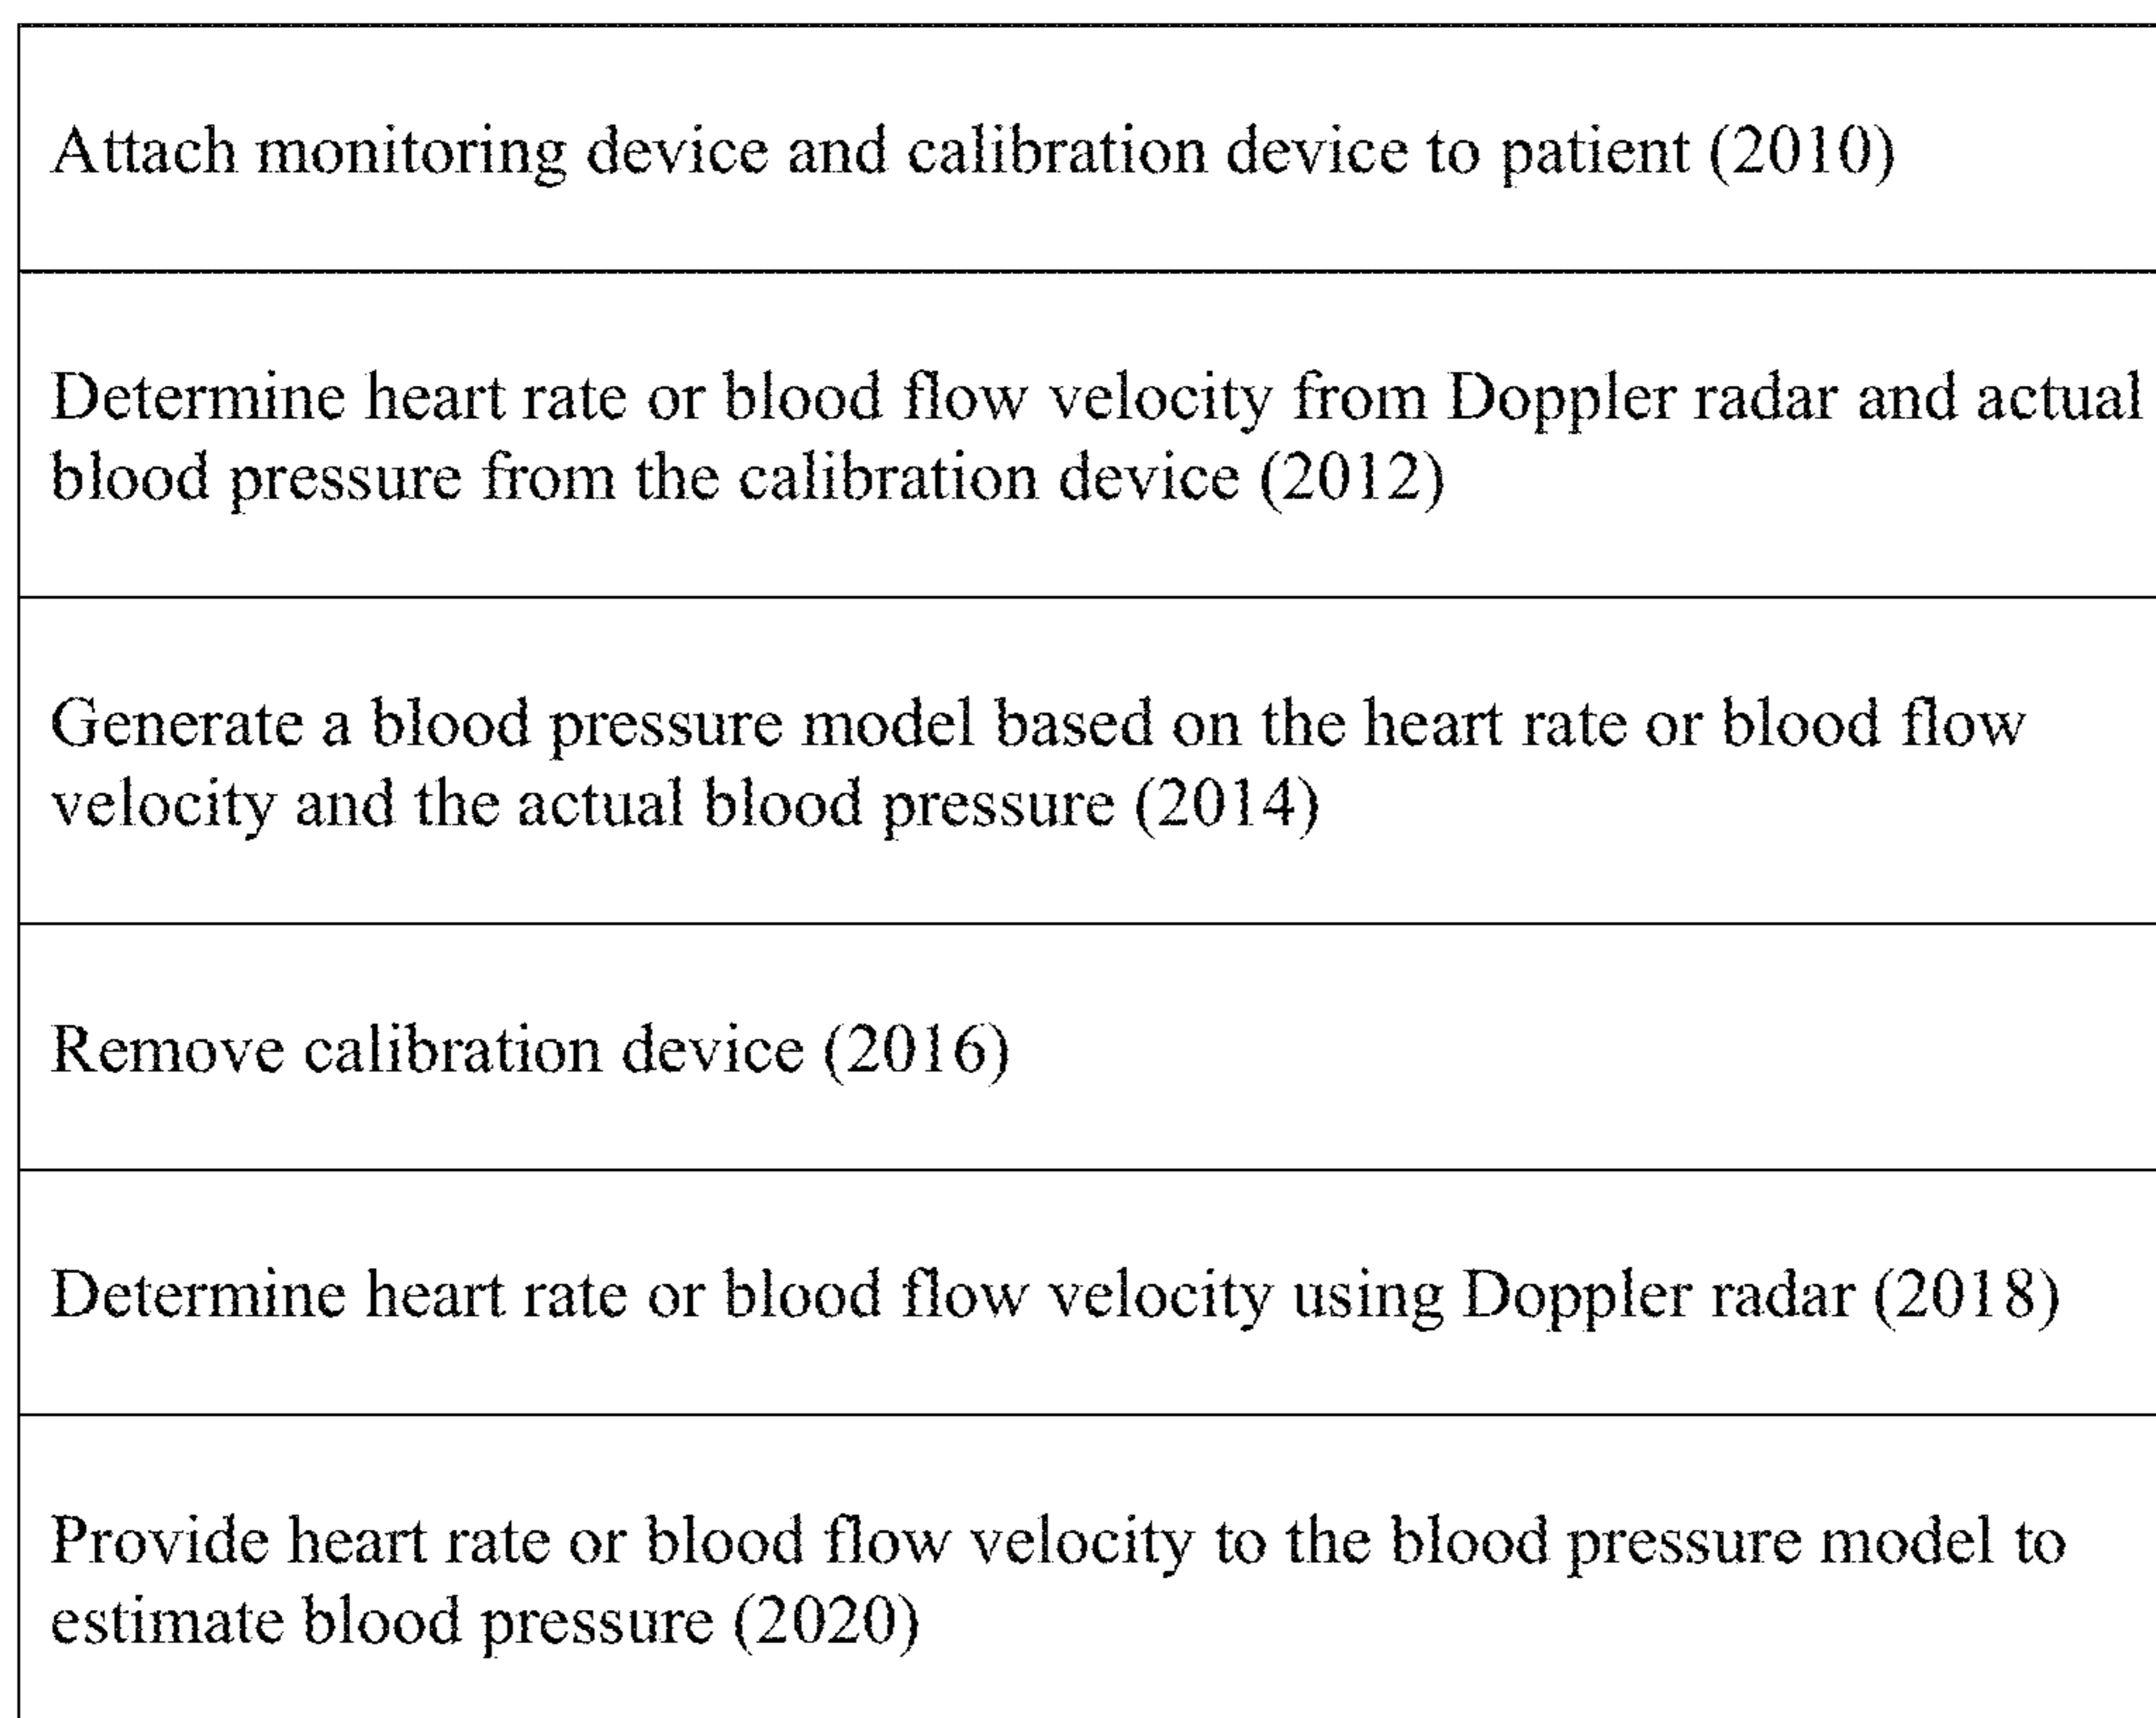 Attach monitoring device and calibration device to patient (2010)
Determine heart rate or blood flow velocity from Doppler radar and actual
blood pressure from the calibration device (2012)
Generate a blood pressure model based on the heart rate or blood flow
velocity and the actual blood pressure (2014)
Remove calibration device (2016)
Determine heart rate or blood flow velocity using Doppler radar (2018)
Provide heart rate or blood flow velocity to the blood pressure model to
estimate blood pressure (2020)